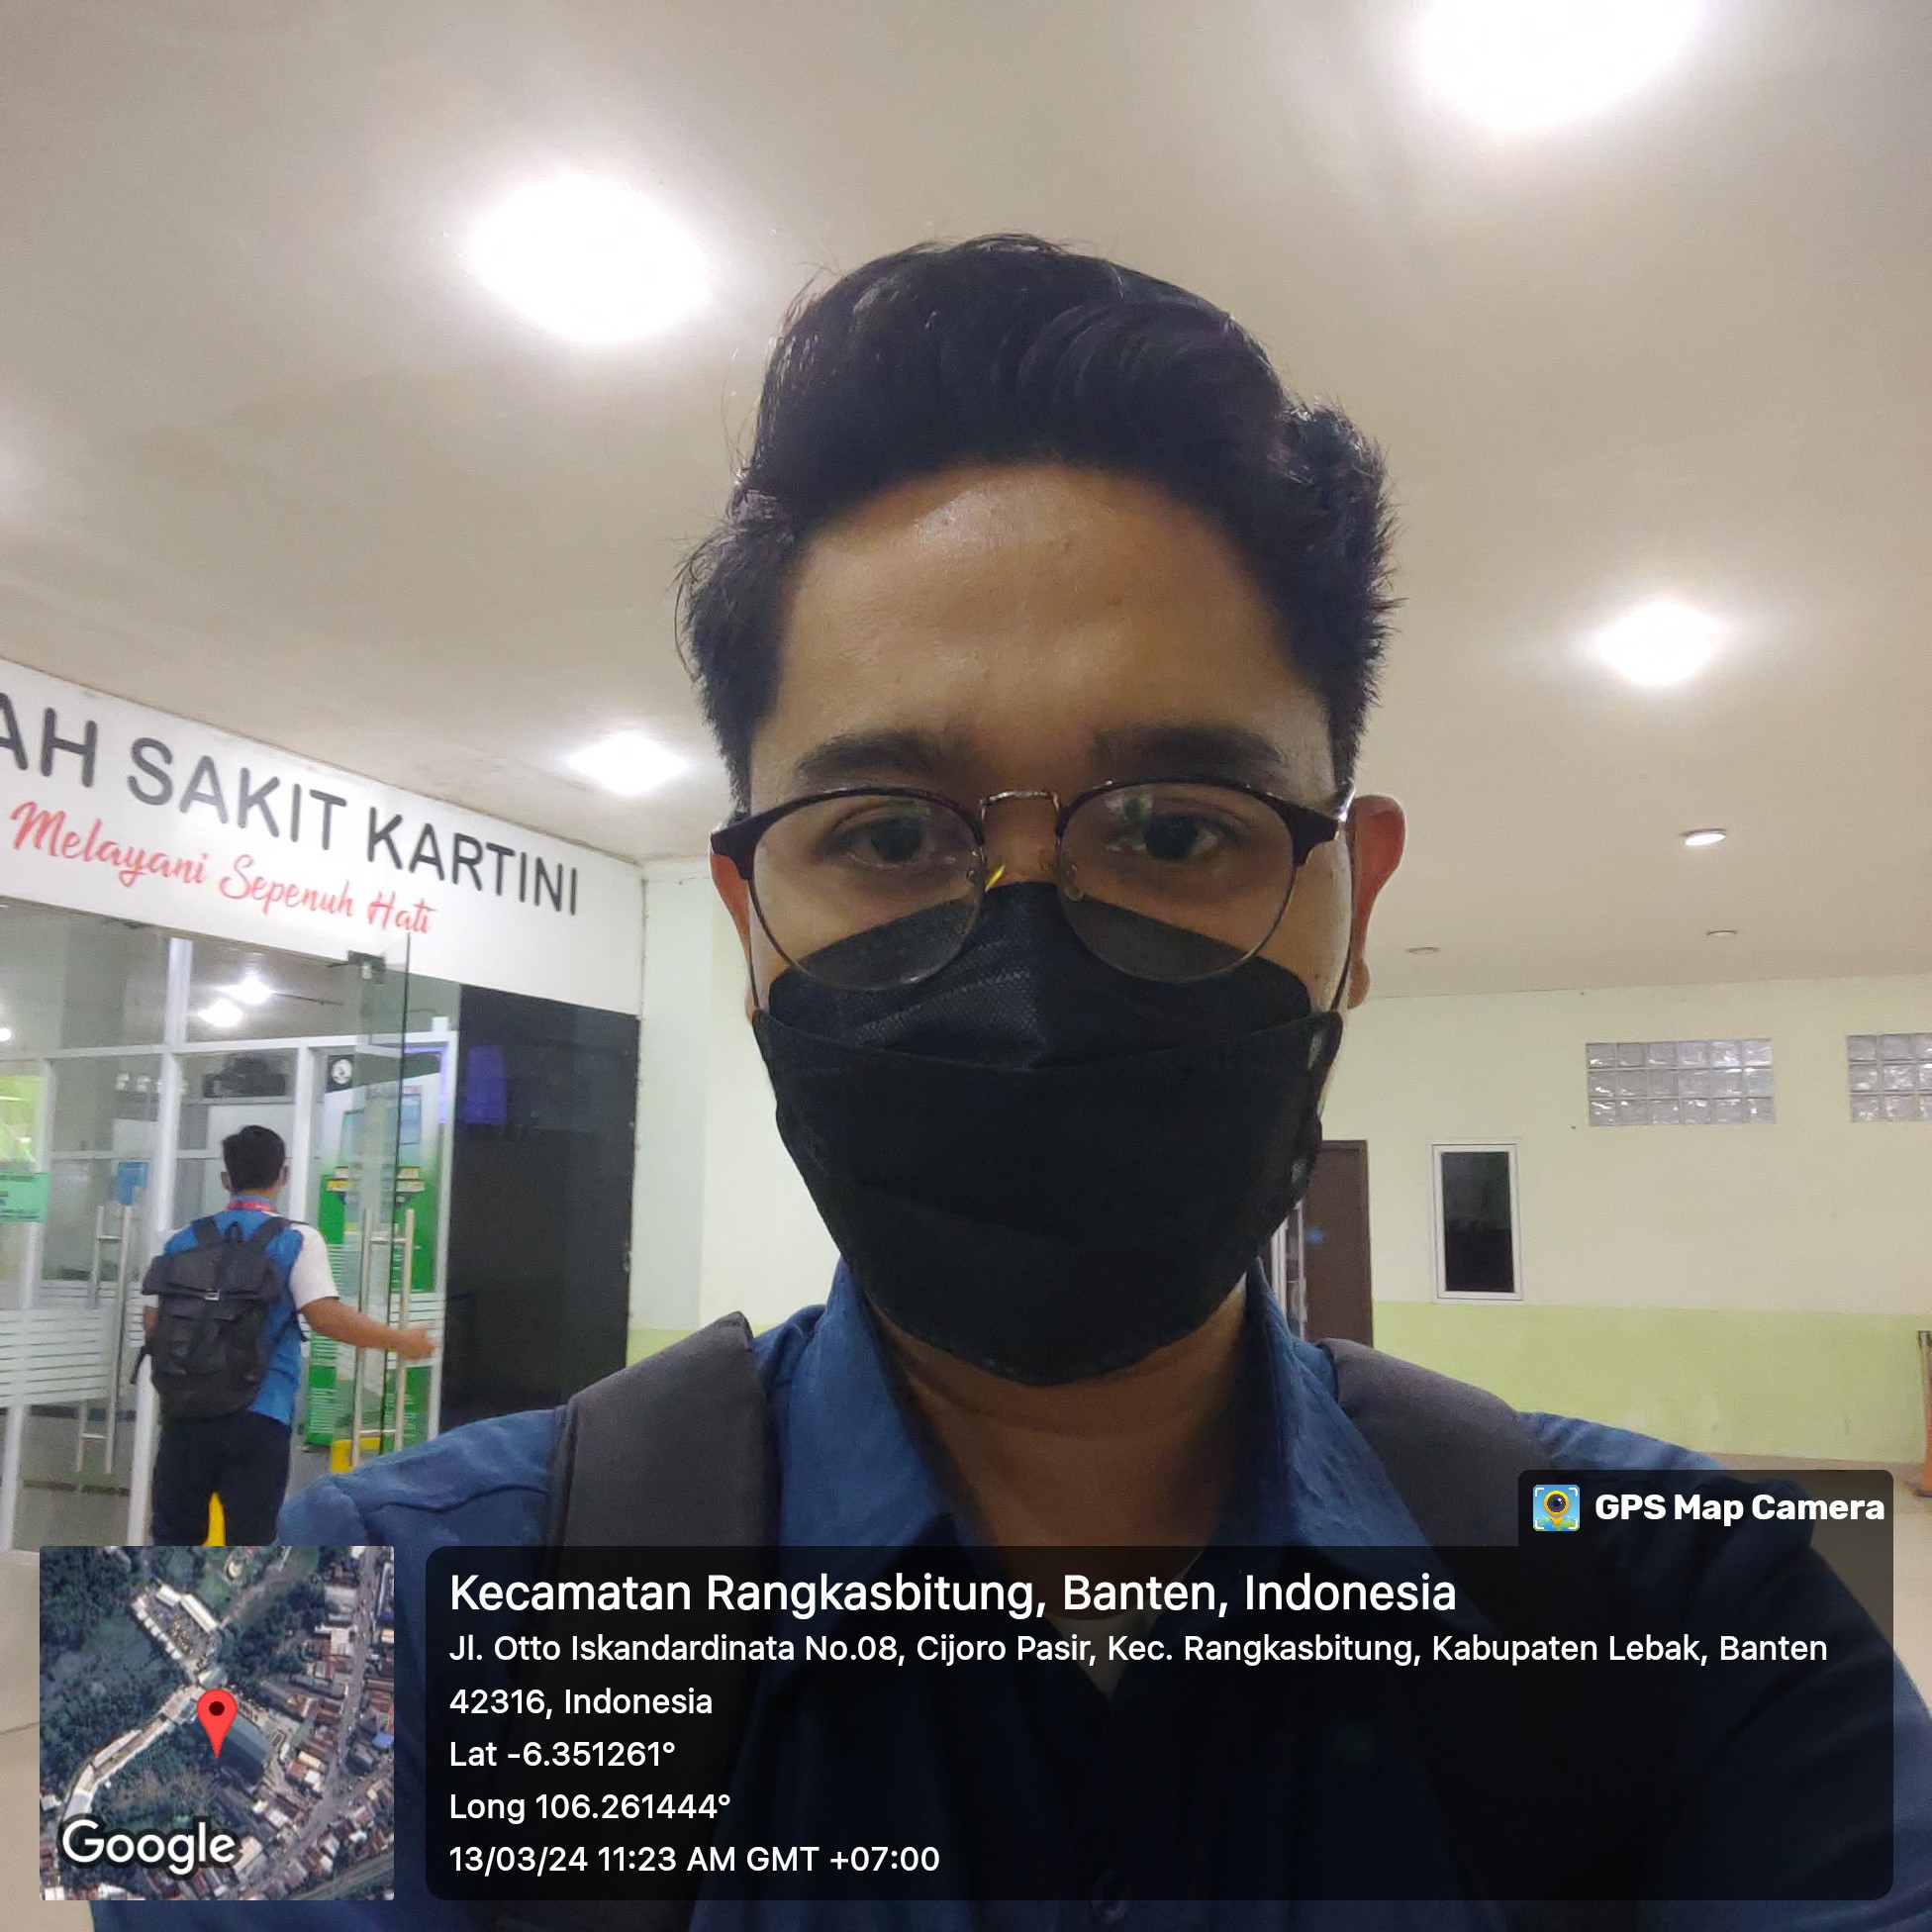 AH SAKIT KARTINI
Melayani Sepenuh Hati
GPS Map Camera
Kecamatan Rangkasbitung, Banten, Indonesia
Jl. Otto Iskandardinata No.08, Cijoro Pasir, Kec. Rangkasbitung, Kabupaten Lebak, Banten
42316, Indonesia
Lat -6.351261°
Long 106.261444°
13/03/24 11:23 AM GMT +07:00
Google